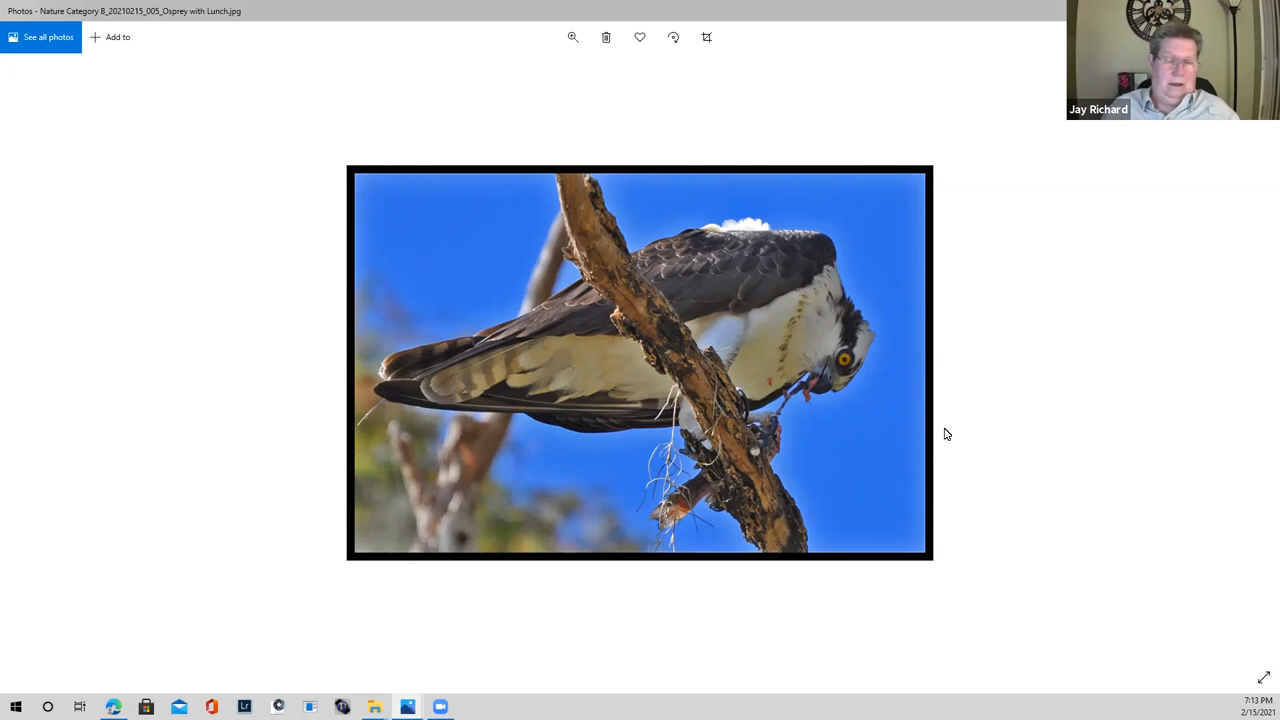 Photos - Nature Category B_20210215_005_Osprey with Lunch.jpg
See all photos
Add to
Jay Richard
Lr
7:13 PM
2/15/2021